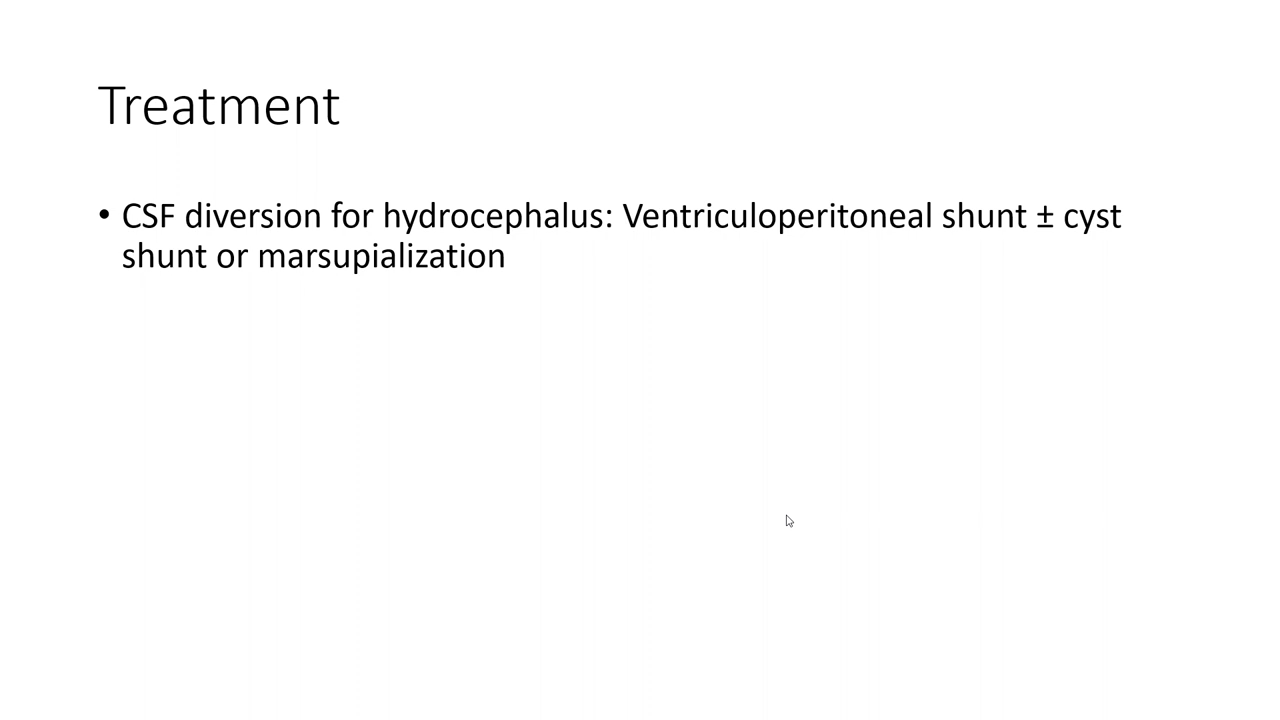 Treatment
• CSF diversion for hydrocephalus: Ventriculoperitoneal shunt ± cyst
shunt or marsupialization